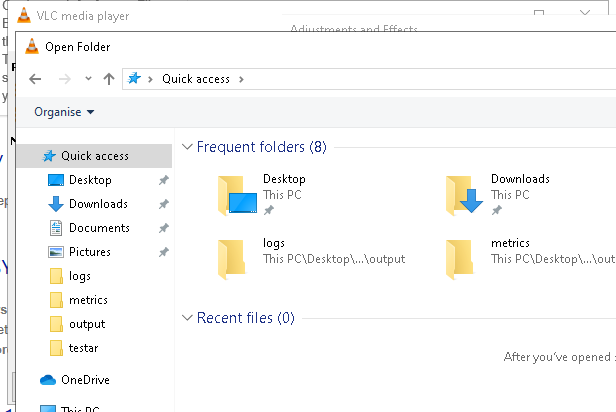 VLC media player
Adjustments and Effects
Open Folder
Quick access
Organise
Quick access
Desktop
Downloads
Documents
Pictures
logs
metrics
output
testar
OneDrive
This PC
Frequent folders (8)
Desktop
This PC
Downloads
This PC
logs
This PC\Desktop\...\output
metrics
This PC\Desktop\...\ou
Recent files (0)
After you've opened